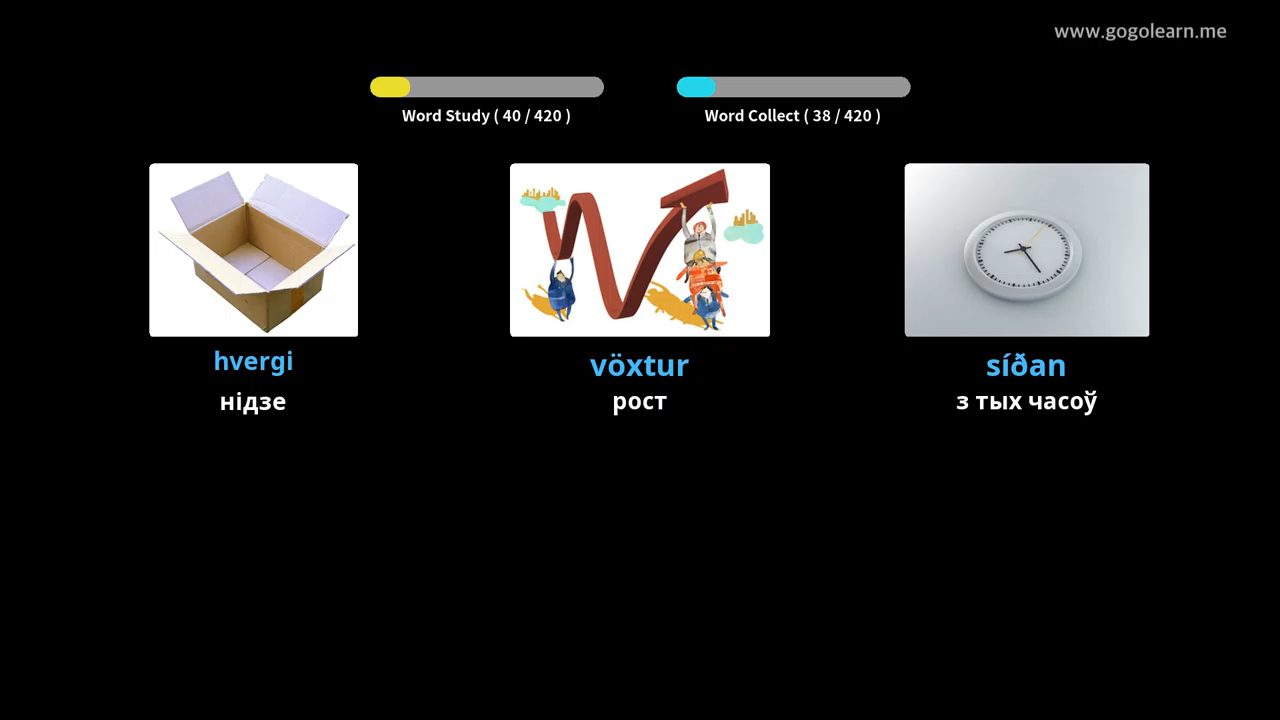 www.gogolearn.me
Word Study ( 40 / 420 )
Word Collect ( 38 / 420 )
hvergi
нідзе
vöxtur
рост
síðan
з тых часоў